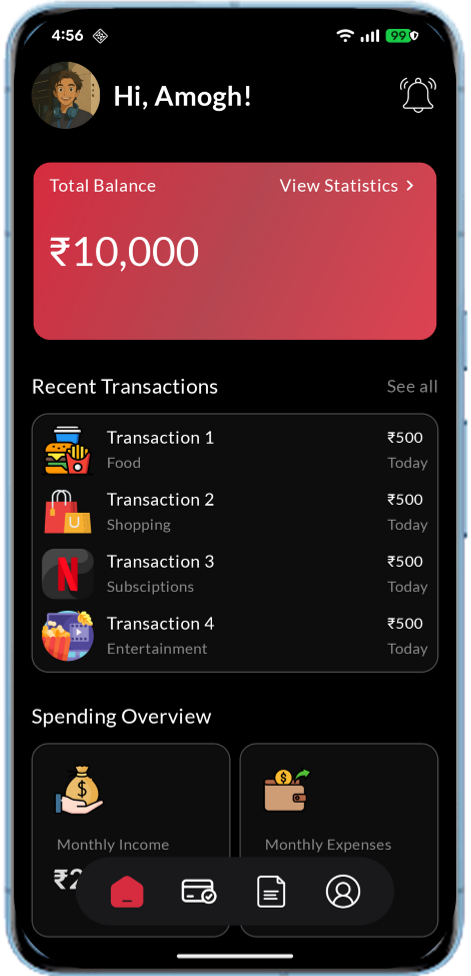 4:56
99
Hi, Amogh!
Total Balance
View Statistics >
₹10,000
Recent Transactions
See all
Transaction 1
₹500
Food
Today
Transaction 2
₹500
Shopping
Today
Transaction 3
₹500
Subsciptions
Today
Transaction 4
₹500
Entertainment
Today
Spending Overview
Monthly Income
Monthly Expenses
₹2